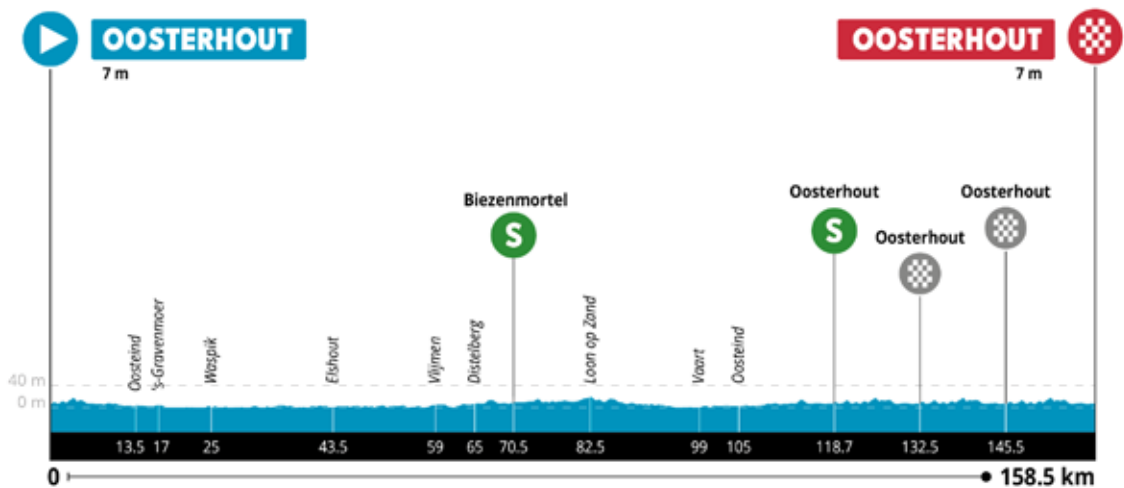 OOSTERHOUT
7 m
OOSTERHOUT
7 m
Biezenmortel
S
Oosterhout
S
Oosterhout
Oosterhout
Oosteind
's-Gravenmoer
Waspik
Elshout
Vlijmen
Distelberg
Loon op Zand
Vaart
Oosteind
40 m
0 m
13.5 17 25 43.5 59 65 70.5 82.5 99 105 118.7 132.5 145.5
0 158.5 km